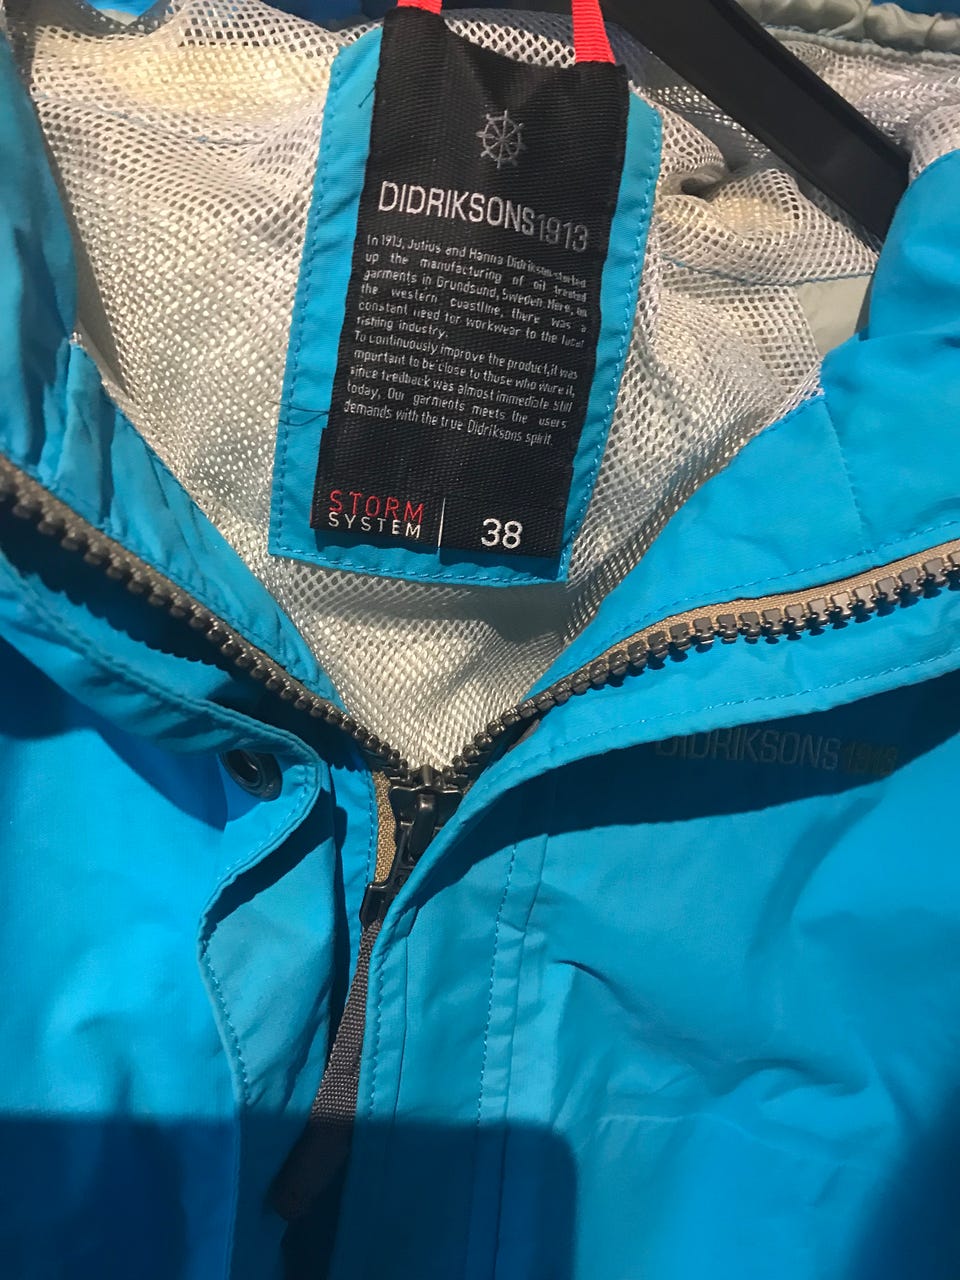 DIDRIKSONS1913
In 1913, Julius and Hanna Didriksons started
up the manufacturing of oil treated
garments in Grundsund, Sweden Here, on
the western coastline, there was a
constant need for workwear to the local
fishing industry.
To continuously improve the product, it was
important to be close to those who wore it,
since feedback was almost immediate. Still
today, Our garments meets the users
demands with the true Didriksons spirit.
STORM
SYSTEM
38
DIDRIKSONS1913